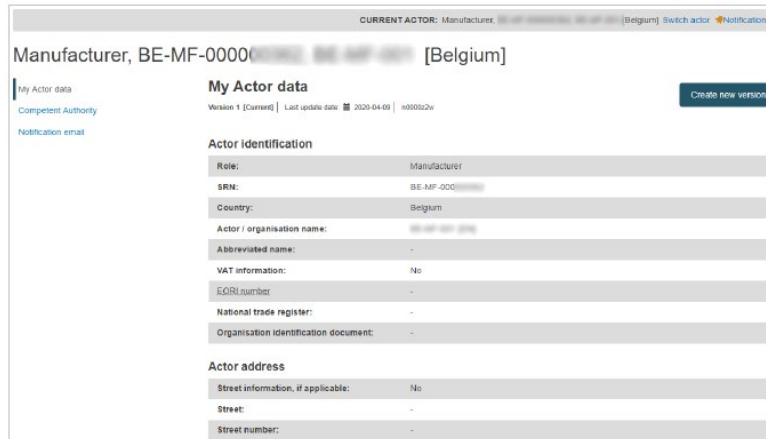 CURRENT ACTOR: Manufacturer, [Belgium] Switch actor Notification
Manufacturer, BE-MF-0000 [Belgium]
My Actor data
Competent Authority
Notification email
My Actor data
Create new version
Version 1 [Current] Last update date: 2020-04-09 n0000z2w
Actor identification
Role: Manufacturer
SRN: BE-MF-000
Country: Belgium
Actor / organisation name:
Abbreviated name: -
VAT information: No
EORI number -
National trade register: -
Organisation identification document: -
Actor address
Street information, if applicable: No
Street: -
Street number: -